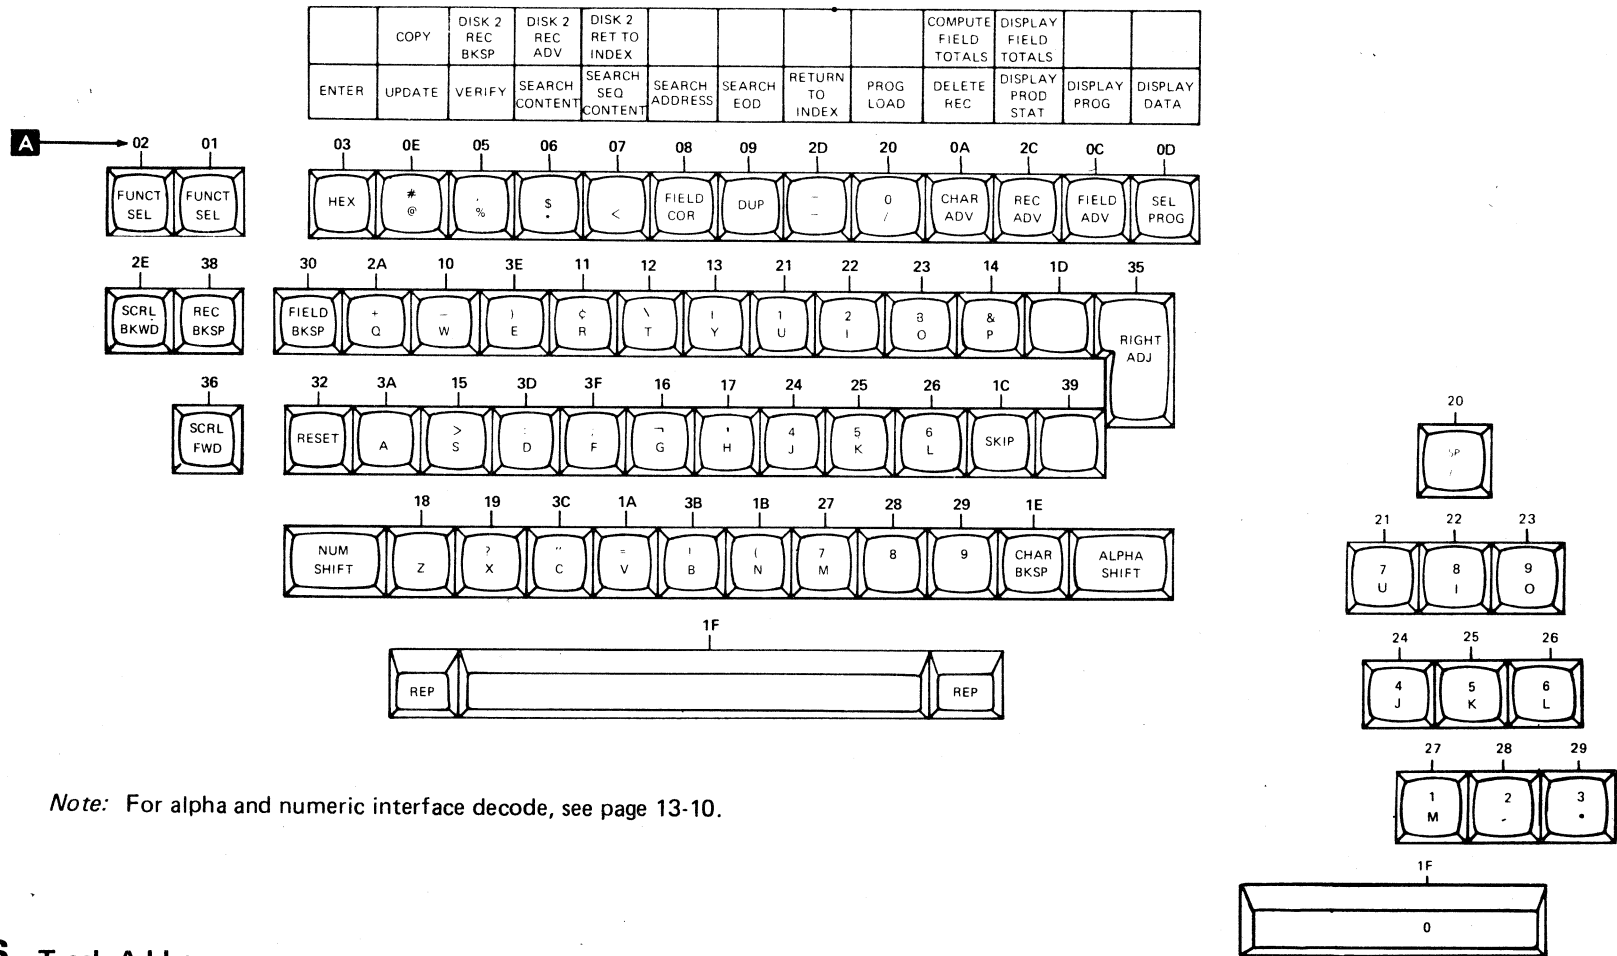 COPY
DISK 2 REC BKSP
DISK 2 REC ADV
DISK 2 RET TO INDEX
COMPUTE FIELD TOTALS
DISPLAY FIELD TOTALS
ENTER
UPDATE
VERIFY
SEARCH CONTENT
SEARCH SEQ CONTENT
SEARCH ADDRESS
SEARCH EOD
RETURN TO INDEX
PROG LOAD
DELETE REC
DISPLAY PROD STAT
DISPLAY PROG
DISPLAY DATA
A
02 01 03 0E 05 06 07 08 09 2D 20 0A 2C 0C 0D
FUNCT SEL
FUNCT SEL
HEX
# @
, %
$ .
<
FIELD COR
DUP
_ –
0 /
CHAR ADV
REC ADV
FIELD ADV
SEL PROG
2E 38 30 2A 10 3E 11 12 13 21 22 23 14 1D 35
SCRL BKWD
REC BKSP
FIELD BKSP
+ Q
– W
) E
¢ R
\ T
! Y
1 U
2 I
3 O
& P
RIGHT ADJ
36 32 3A 15 3D 3F 16 17 24 25 26 1C 39
SCRL FWD
RESET
A
> S
: D
; F
¬ G
' H
4 J
5 K
6 L
SKIP
18 19 3C 1A 3B 1B 27 28 29 1E
NUM SHIFT
Z
? X
" C
= V
! B
( N
7 M
8
9
CHAR BKSP
ALPHA SHIFT
1F
REP
REP
20
SP /
21 22 23
7 U
8 I
9 O
24 25 26
4 J
5 K
6 L
27 28 29
1 M
2 -
3 .
1F
0
Note: For alpha and numeric interface decode, see page 13-10.